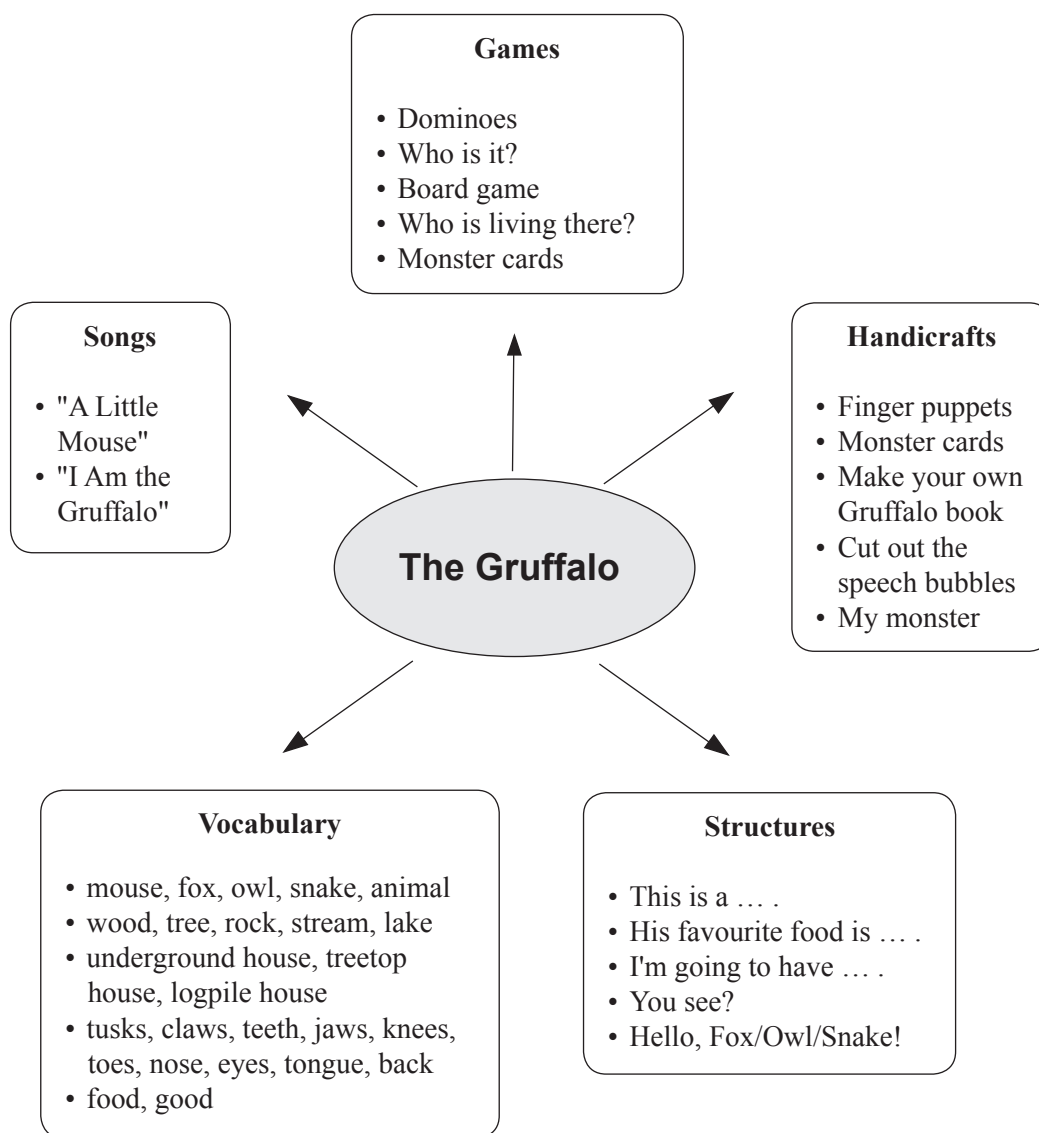 Games
• Dominoes
• Who is it?
• Board game
• Who is living there?
• Monster cards
Songs
• "A Little
Mouse"
• "I Am the
Gruffalo"
Handicrafts
• Finger puppets
• Monster cards
• Make your own
Gruffalo book
• Cut out the
speech bubbles
• My monster
The Gruffalo
Vocabulary
• mouse, fox, owl, snake, animal
• wood, tree, rock, stream, lake
• underground house, treetop
house, logpile house
• tusks, claws, teeth, jaws, knees,
toes, nose, eyes, tongue, back
• food, good
Structures
• This is a … .
• His favourite food is … .
• I'm going to have … .
• You see?
• Hello, Fox/Owl/Snake!